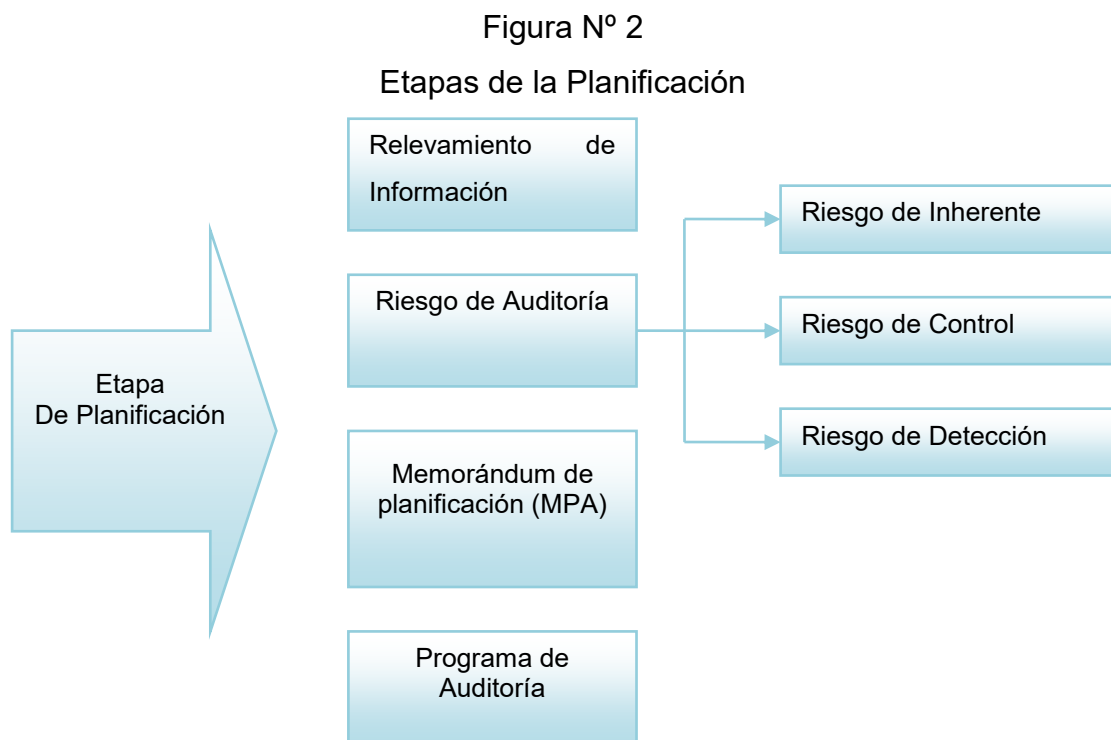 Figura Nº 2
Etapas de la Planificación
Etapa
De Planificación
Relevamiento de
Información
Riesgo de Auditoría
Memorándum de
planificación (MPA)
Programa de
Auditoría
Riesgo de Inherente
Riesgo de Control
Riesgo de Detección